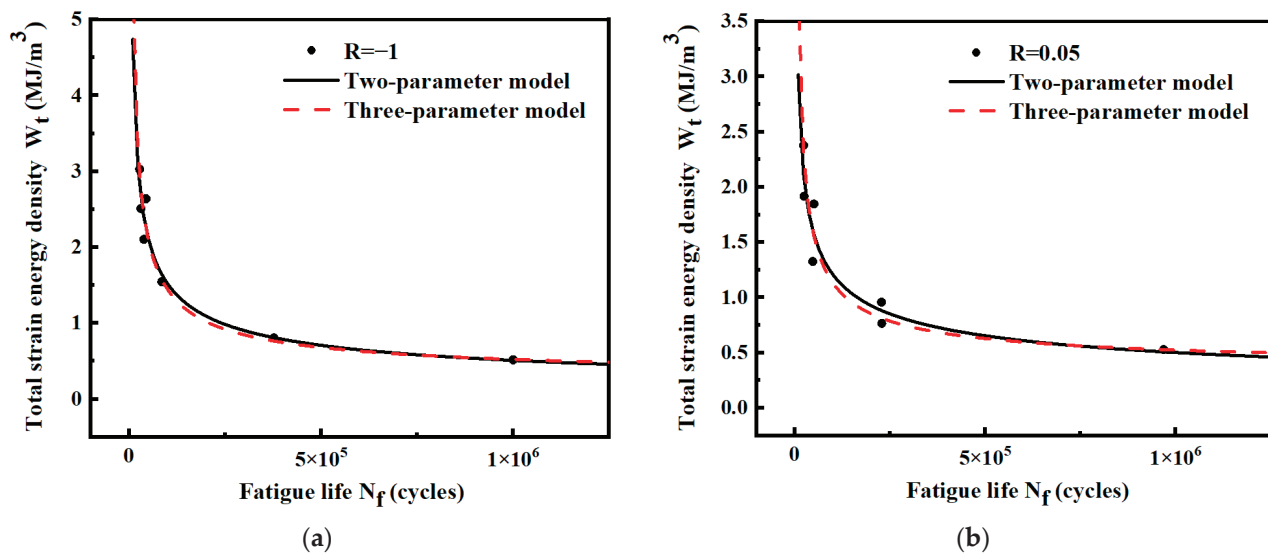 5
4
3
2
1
0
Total strain energy density W_t (MJ/m^3)
R=−1
Two-parameter model
Three-parameter model
0
5×10^5
1×10^6
Fatigue life N_f (cycles)
(a)
3.5
3.0
2.5
2.0
1.5
1.0
0.5
0.0
Total strain energy density W_t (MJ/m^3)
R=0.05
Two-parameter model
Three-parameter model
0
5×10^5
1×10^6
Fatigue life N_f (cycles)
(b)